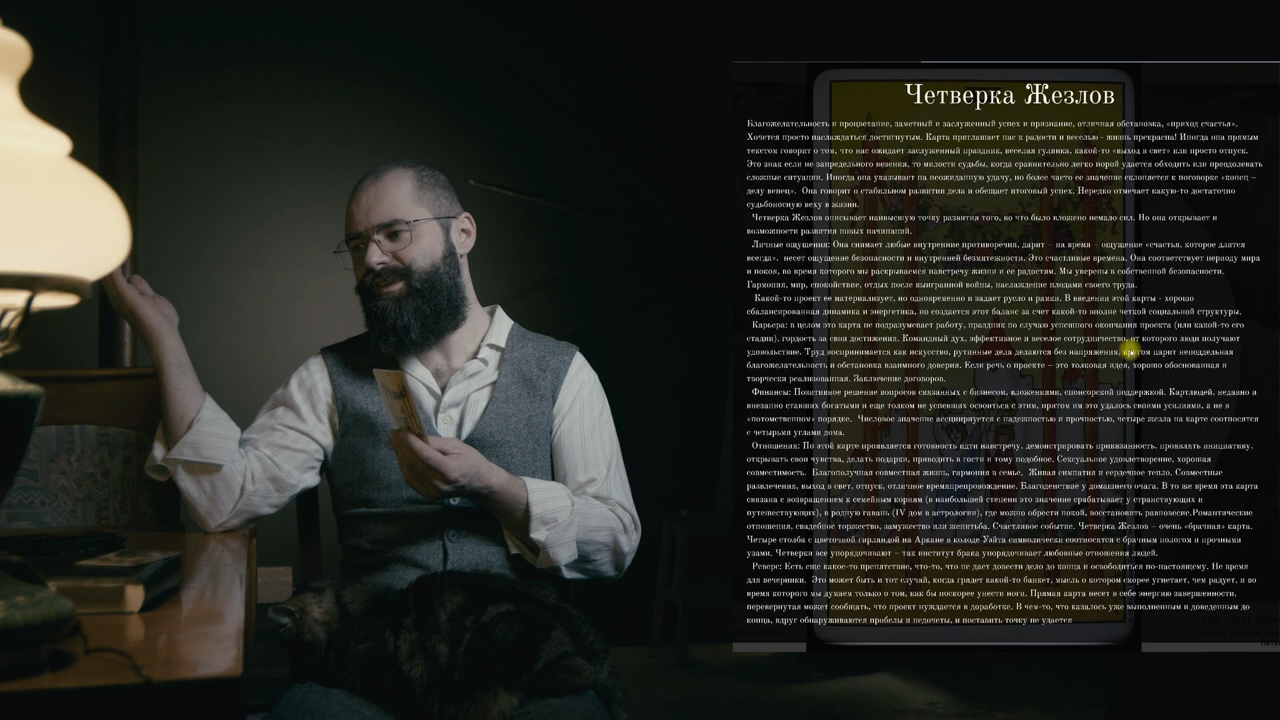 Четверка Жезлов
Благожелательность и процветание, заметный и заслуженный успех и признание, отличная обстановка, «приход счастья».
Хочется просто наслаждаться достигнутым. Карта приглашает нас к радости и веселью - жизнь прекрасна! Иногда она прямым
текстом говорит о том, что нас ожидает заслуженный праздник, веселая гулянка, какой-то «выход в свет» или просто отпуск.
Это знак если не запредельного везения, то милости судьбы, когда сравнительно легко порой удается обходить или преодолевать
сложные ситуации. Иногда она указывает на неожиданную удачу, но более часто ее значение склоняется к поговорке «конец –
делу венец». Она говорит о стабильном развитии дела и обещает итоговый успех. Нередко отмечает какую-то достаточно
судьбоносную веху в жизни.
Четверка Жезлов описывает наивысшую точку развития того, во что было вложено немало сил. Но она открывает и
возможности развития новых начинаний.
Личные ощущения: Она снимает любые внутренние противоречия, дарит – на время – ощущение «счастья, которое длится
всегда». несет ощущение безопасности и внутренней безмятежности. Это счастливые времена. Она соответствует периоду мира
и покоя, во время которого мы раскрываемся навстречу жизни и ее радостям. Мы уверены в собственной безопасности.
Гармония, мир, спокойствие, отдых после выигранной войны, наслаждение плодами своего труда.
Какой-то проект ее материализует, но одновременно и задает русло и рамки. В введении этой карты - хорошо
сбалансированная динамика и энергетика, но создается этот баланс за счет какой-то вполне четкой социальной структуры.
Карьера: в целом это карта не подразумевает работу, праздник по случаю успешного окончания проекта (или какой-то его
стадии), гордость за свои достижения. Командный дух, эффективное и веселое сотрудничество, от которого люди получают
удовольствие. Труд воспринимается как искусство, рутинные дела делаются без напряжения, кругом царит неподдельная
благожелательность и обстановка взаимного доверия. Если речь о проекте – это толковая идея, хорошо обоснованная и
творчески реализованная. Заключение договоров.
Финансы: Позитивное решение вопросов связанных с бизнесом, вложениями, спонсорской поддержкой. Картлюдей, недавно и
внезапно ставших богатыми и еще толком не успевших освоиться с этим, притом им это удалось своими усилиями, а не в
«потомственном» порядке. Числовое значение ассциируется с надежностью и прочностью, четыре жезла на карте соотносятся
с четырьмя углами дома.
Отношения: По этой карте проявляется готовность идти навстречу, демонстрировать привязанность, проявлять инициативу,
открывать свои чувства, делать подарки, приводить в гости и тому подобное. Сексуальное удовлетворение, хорошая
совместимость. Благополучная совместная жизнь, гармония в семье. Живая симпатия и сердечное тепло. Совместные
развлечения, выход в свет, отпуск, отличное времяпрепровождение. Благоденствие у домашнего очага. В то же время эта карта
связана с возвращением к семейным корням (в наибольшей степени это значение срабатывает у странствующих и
путешествующих), в родную гавань (IV дом в астрологии), где можно обрести покой, восстановить равновесие.Романтические
отношения, свадебное торжество, замужество или женитьба. Счастливое событие. Четверка Жезлов – очень «брачная» карта.
Четыре столба с цветочной гирляндой на Аркане в колоде Уэйта символически соотносятся с брачным пологом и прочными
узами. Четверки все упорядочивают – так институт брака упорядочивает любовные отношения людей.
Реверс: Есть еще какое-то препятствие, что-то, что не дает довести дело до конца и освободиться по-настоящему. Не время
для вечеринки. Это может быть и тот случай, когда грядет какой-то банкет, мысль о котором скорее угнетает, чем радует, и во
время которого мы думаем только о том, как бы поскорее унести ноги. Прямая карта несет в себе энергию завершенности,
перевернутая может сообщать, что проект нуждается в доработке. В чем-то, что казалось уже выполненным и доведенным до
конца, вдруг обнаруживаются пробелы и недочеты, и поставить точку не удается